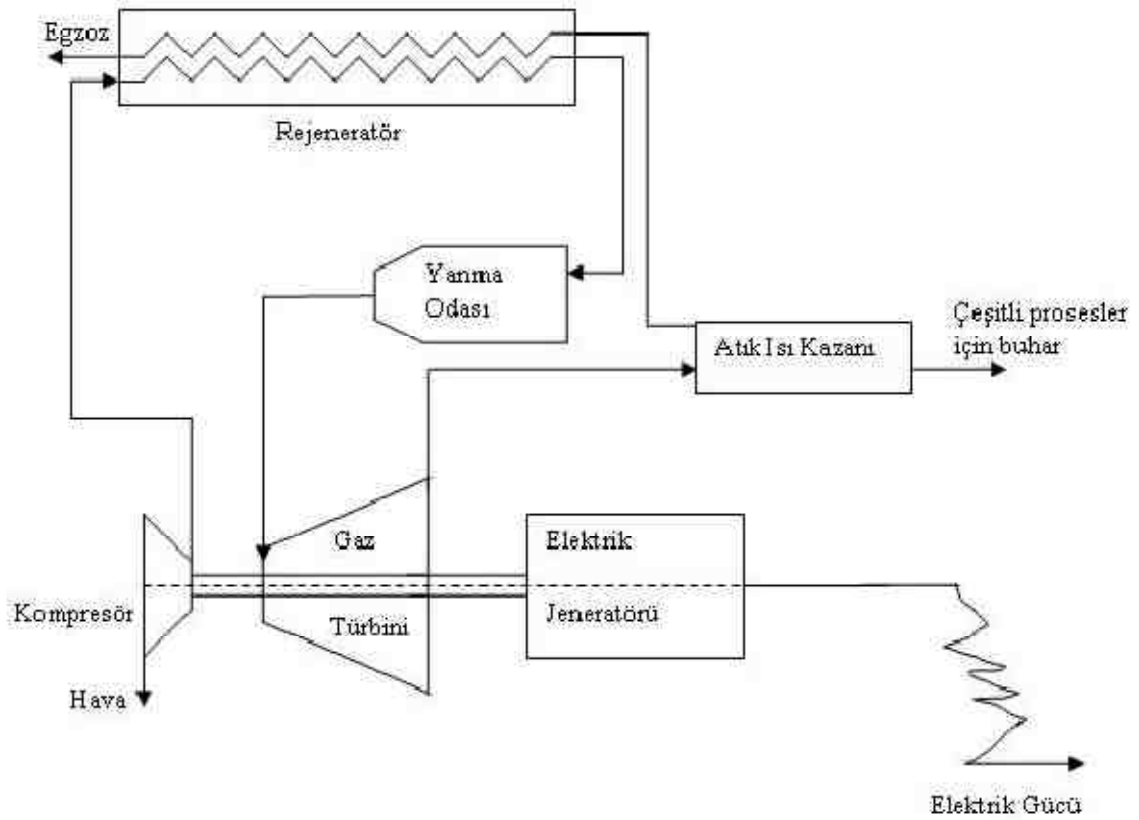 Egzoz
Rejeneratör
Yanma
Odası
Çeşitli prosesler
için buhar
Atık Isı Kazanı
Gaz
Elektrik
Kompresör
Türbini
Jeneratörü
Hava
Elektrik Gücü